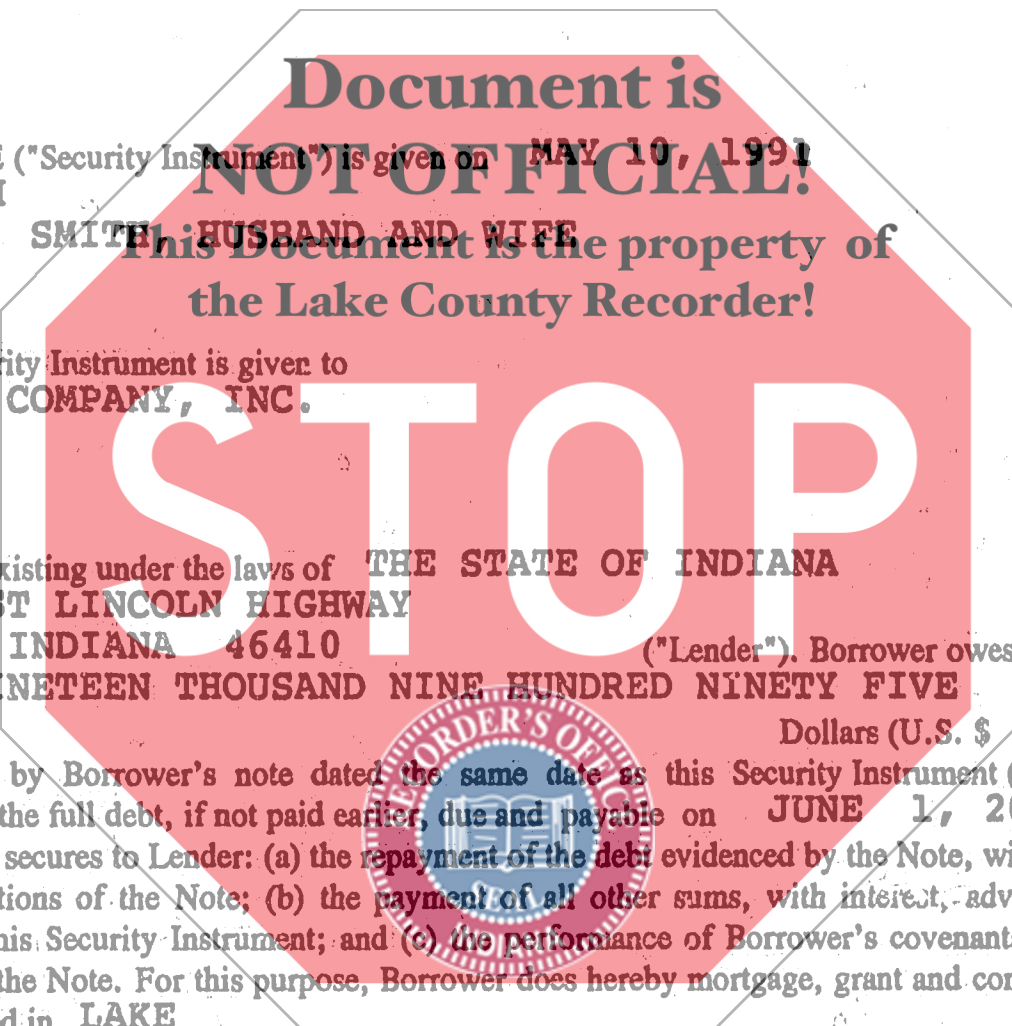 Document is
("Security Instrument") is given on MAY 10, 1991
NOT OFFICIAL!
SMITH, HUSBAND AND WIFE
This Document is the property of
the Lake County Recorder!
rity Instrument is given to
COMPANY, INC.
STOP
xisting under the laws of THE STATE OF INDIANA
ST LINCOLN HIGHWAY
INDIANA 46410 ("Lender"). Borrower owes
INETEEN THOUSAND NINE HUNDRED NINETY FIVE
Dollars (U.S. $
RECORDER'S OFFICE
by Borrower's note dated the same date as this Security Instrument (
the full debt, if not paid earlier, due and payable on JUNE 1, 20
secures to Lender: (a) the repayment of the debt evidenced by the Note, wi
tions of the Note; (b) the payment of all other sums, with interest, adv
SEAL
his Security Instrument; and (c) the performance of Borrower's covenant
the Note. For this purpose, Borrower does hereby mortgage, grant and con
d in LAKE